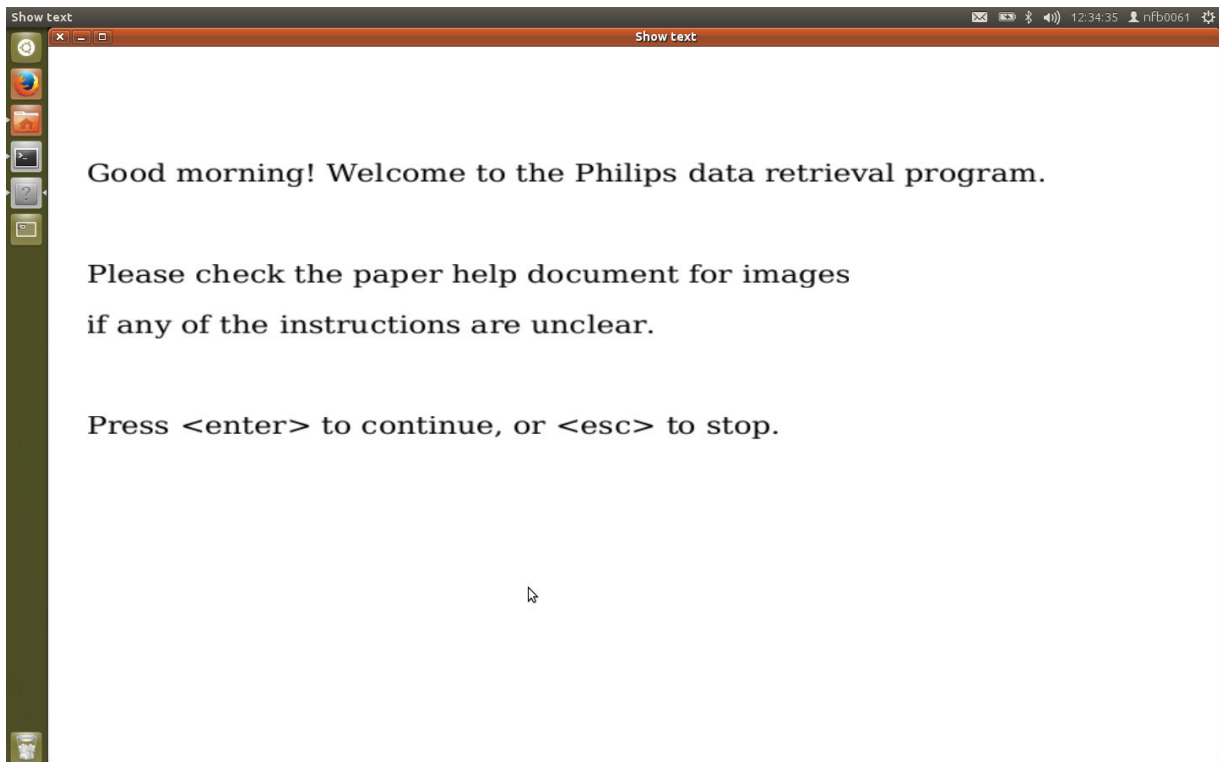 Show text
12:34:35 nfb0061
Show text
Good morning! Welcome to the Philips data retrieval program.
Please check the paper help document for images
if any of the instructions are unclear.
Press <enter> to continue, or <esc> to stop.